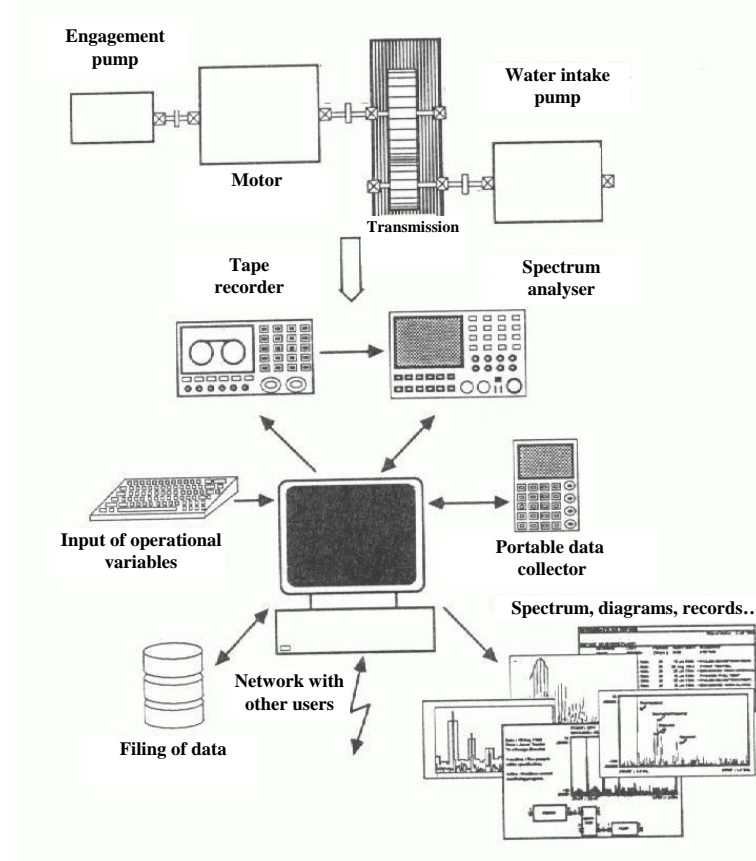 Engagement
pump
Water intake
pump
Motor
Transmission
Tape
recorder
Spectrum
analyser
Input of operational
variables
Portable data
collector
Spectrum, diagrams, records…
Network with
other users
Filing of data